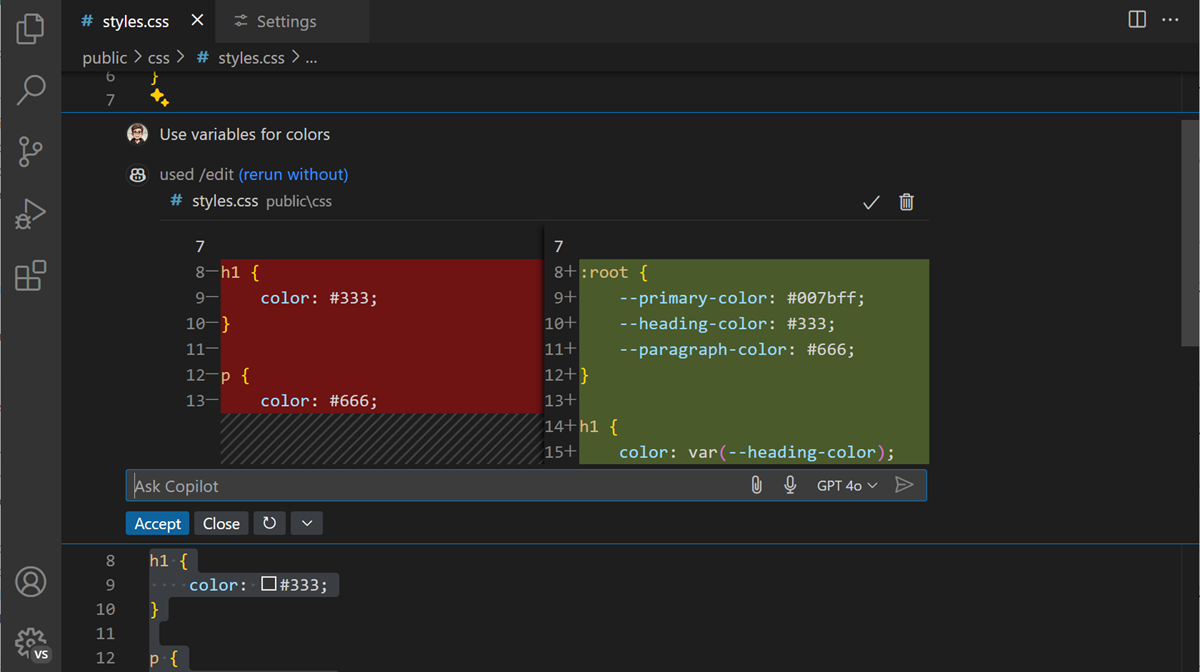 # styles.css Settings
public > css > # styles.css > ...
6 }
7
Use variables for colors
used /edit (rerun without)
# styles.css public\css
7
8− h1 {
9− color: #333;
10− }
11−
12− p {
13− color: #666;
7
8+ :root {
9+ --primary-color: #007bff;
10+ --heading-color: #333;
11+ --paragraph-color: #666;
12+ }
13+
14+ h1 {
15+ color: var(--heading-color);
Ask Copilot GPT 4o
Accept Close
8 h1 {
9 color: #333;
10 }
11
12 p {
VS